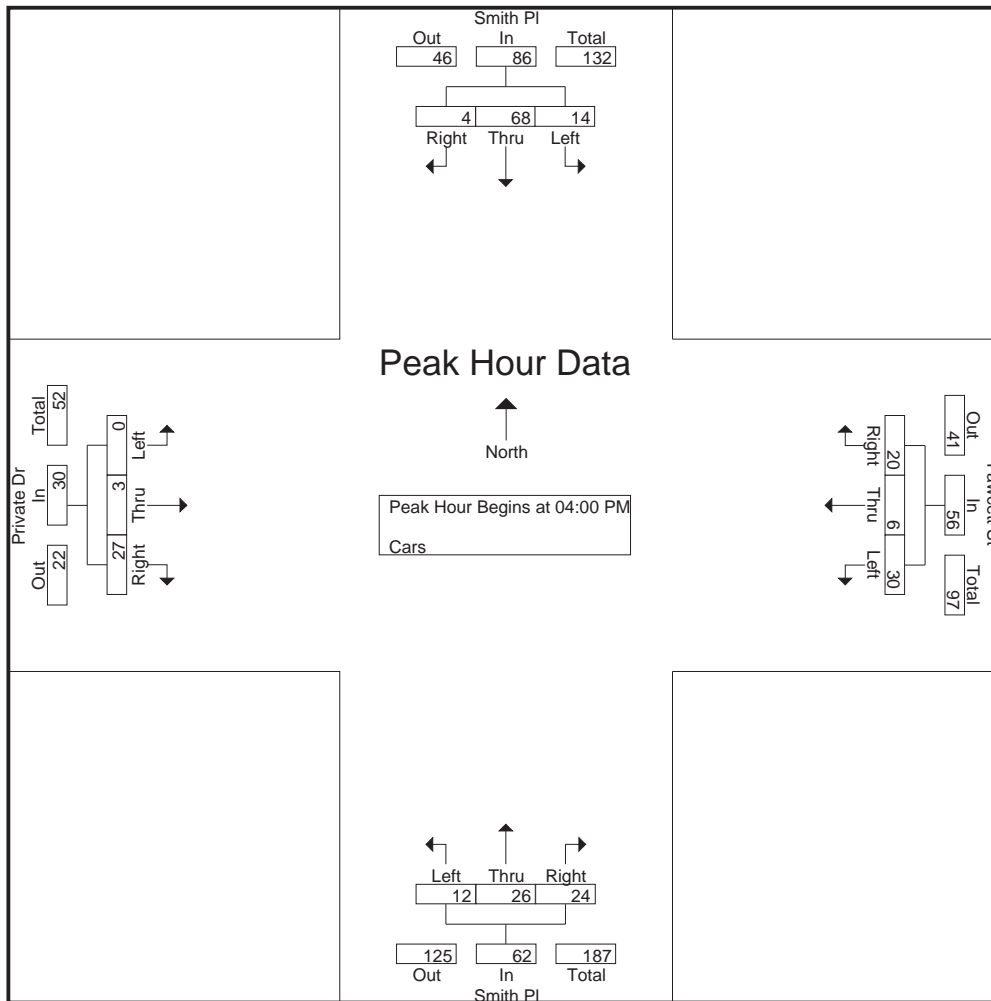 Smith Pl
Out In Total
46 86 132
4 68 14
Right Thru Left
Peak Hour Data
North
Peak Hour Begins at 04:00 PM
Cars
Private Dr
Total In Out
52 30 22
0 3 27
Left Thru Right
Out In Total
41 56 97
20 6 30
Right Thru Left
Left Thru Right
12 26 24
125 62 187
Out In Total
Smith Pl